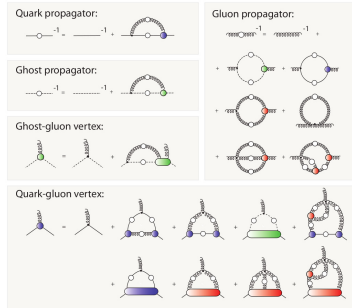 Quark propagator:
-1 = -1 +
Ghost propagator:
-1 = -1 +
Ghost-gluon vertex:
= +
Gluon propagator:
-1 = -1 +
+ +
+ +
+ +
Quark-gluon vertex:
= + + + +
+ + + +